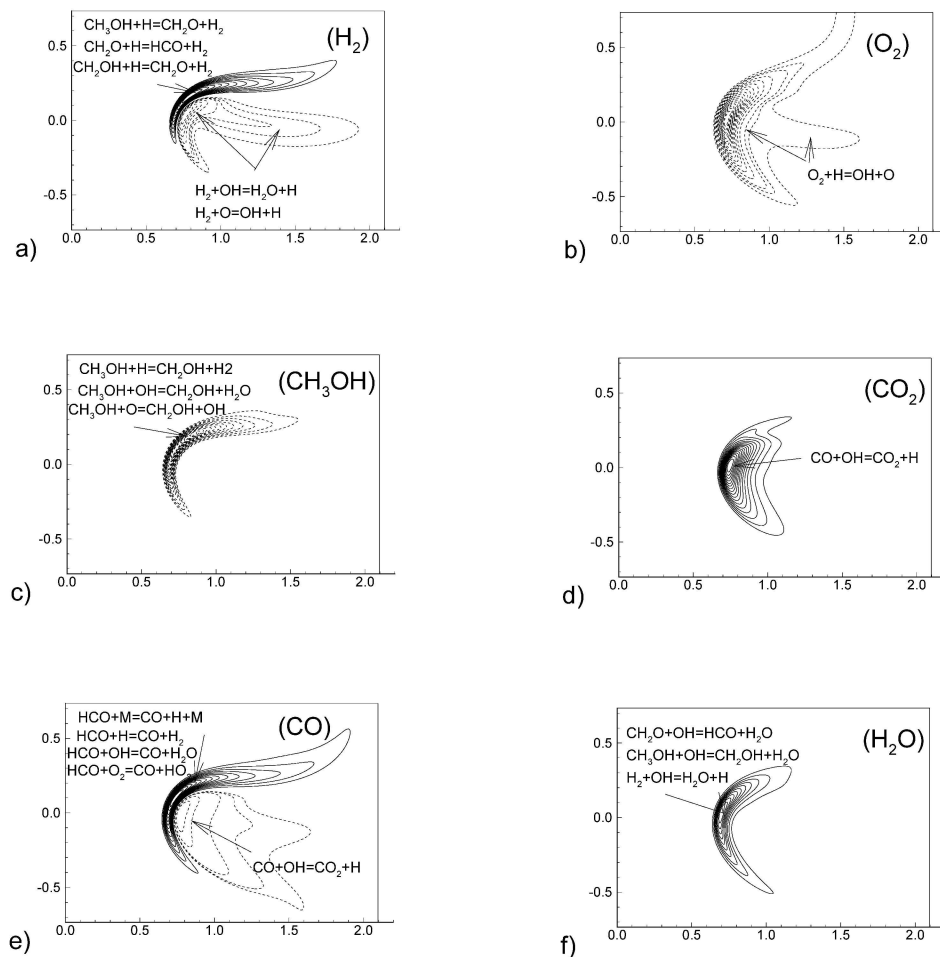 CH₃OH+H=CH₂O+H₂
CH₂O+H=HCO+H₂
CH₂OH+H=CH₂O+H₂
(H₂)
H₂+OH=H₂O+H
H₂+O=OH+H
0.5
0.0
-0.5
0.0 0.5 1.0 1.5 2.0
a)
(O₂)
O₂+H=OH+O
0.5
0.0
-0.5
0.0 0.5 1.0 1.5 2.0
b)
CH₃OH+H=CH₂OH+H2
CH₃OH+OH=CH₂OH+H₂O
CH₃OH+O=CH₂OH+OH
(CH₃OH)
0.5
0.0
-0.5
0.0 0.5 1.0 1.5 2.0
c)
(CO₂)
CO+OH=CO₂+H
0.5
0.0
-0.5
0.0 0.5 1.0 1.5 2.0
d)
HCO+M=CO+H+M
HCO+H=CO+H₂
HCO+OH=CO+H₂O
HCO+O₂=CO+HO₂
(CO)
CO+OH=CO₂+H
0.5
0.0
-0.5
0.0 0.5 1.0 1.5 2.0
e)
CH₂O+OH=HCO+H₂O
CH₃OH+OH=CH₂OH+H₂O
H₂+OH=H₂O+H
(H₂O)
0.5
0.0
-0.5
0.0 0.5 1.0 1.5 2.0
f)